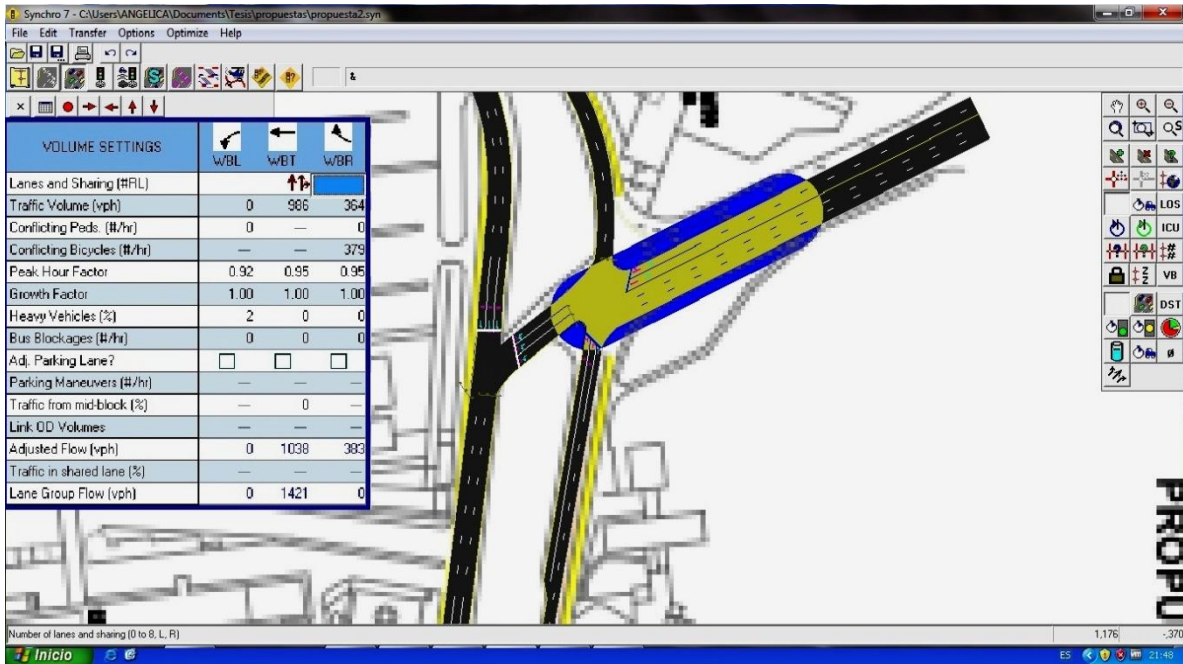 Synchro 7 - C:\Users\ANGELICA\Documents\Tesis\propuestas\propuesta2.syn
File Edit Transfer Options Optimize Help
&
VOLUME SETTINGS WBL WBT WBR
Lanes and Sharing (#RL)
Traffic Volume (vph) 0 986 364
Conflicting Peds. (#/hr) 0 — 0
Conflicting Bicycles (#/hr) — — 379
Peak Hour Factor 0.92 0.95 0.95
Growth Factor 1.00 1.00 1.00
Heavy Vehicles (%) 2 0 0
Bus Blockages (#/hr) 0 0 0
Adj. Parking Lane?
Parking Maneuvers (#/hr) — — —
Traffic from mid-block (%) — 0 —
Link OD Volumes — — —
Adjusted Flow (vph) 0 1038 383
Traffic in shared lane (%) — — —
Lane Group Flow (vph) 0 1421 0
LOS
ICU
VB
DST
ø
PROPU
Number of lanes and sharing (0 to 8, L, R) 1,176 -,370
Inicio ES 21:48